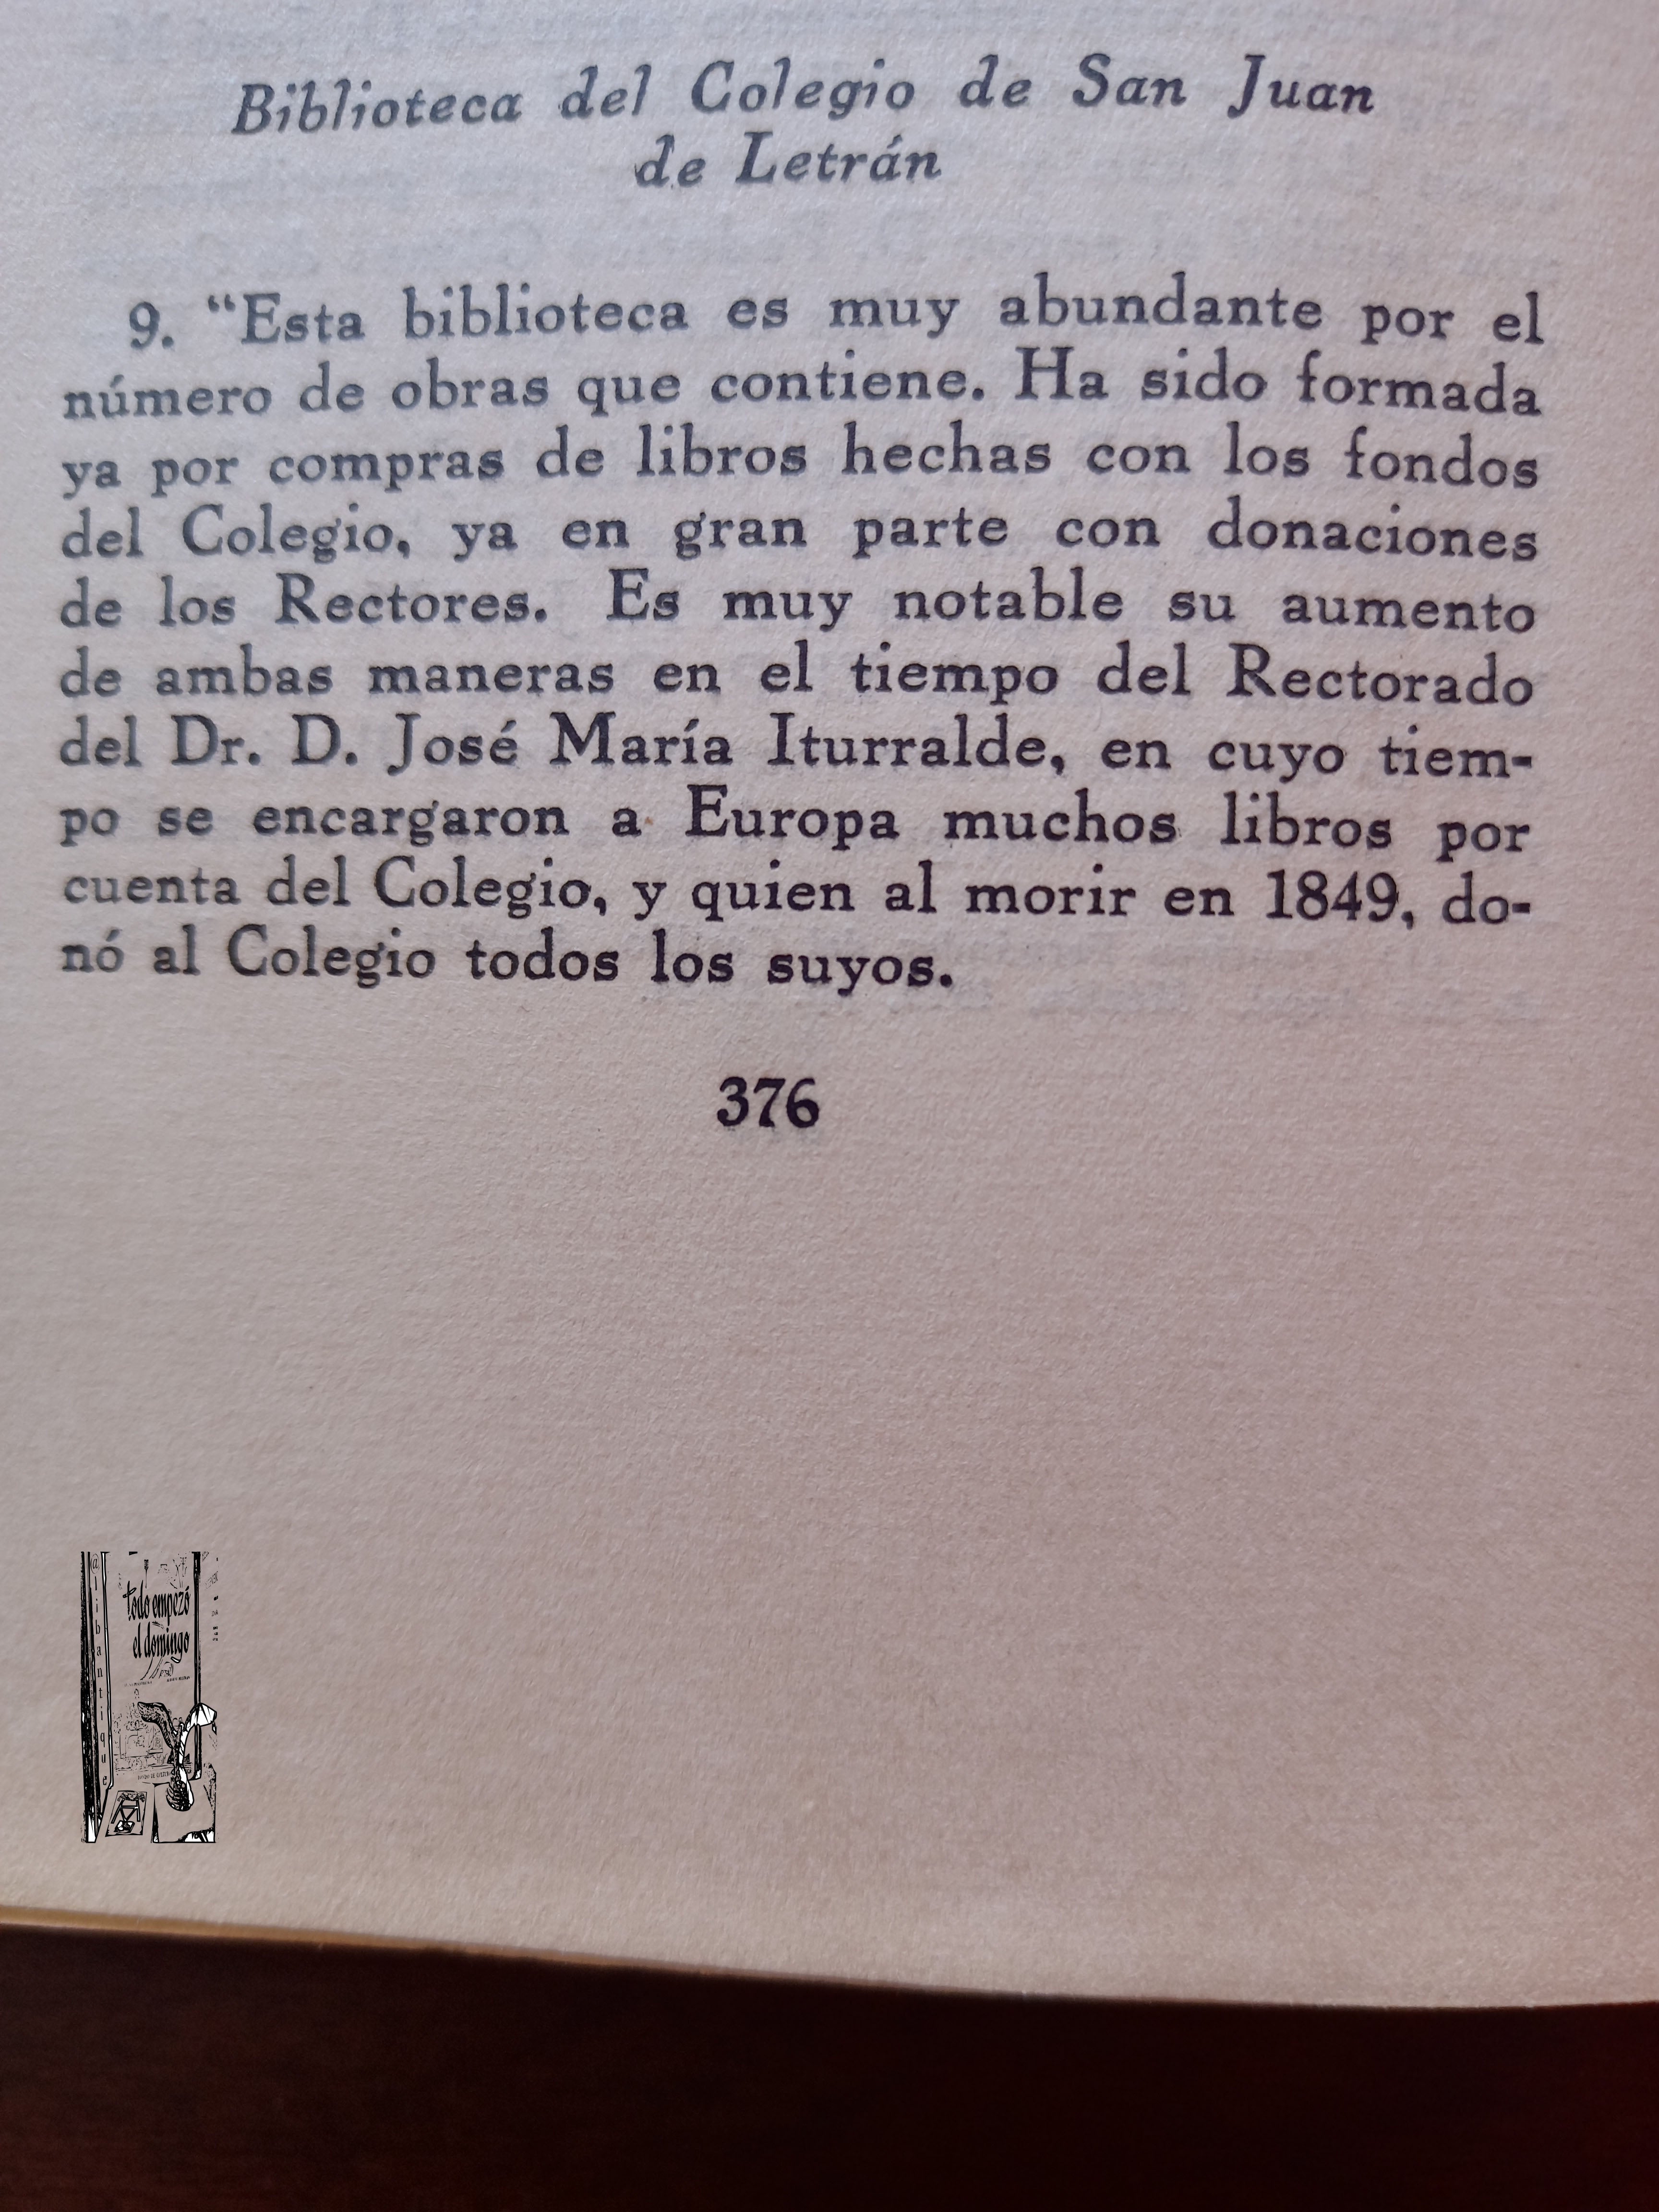 Biblioteca del Colegio de San Juan
de Letrán
9. “Esta biblioteca es muy abundante por el
número de obras que contiene. Ha sido formada
ya por compras de libros hechas con los fondos
del Colegio, ya en gran parte con donaciones
de los Rectores. Es muy notable su aumento
de ambas maneras en el tiempo del Rectorado
del Dr. D. José María Iturralde, en cuyo tiem-
po se encargaron a Europa muchos libros por
cuenta del Colegio, y quien al morir en 1849, do-
nó al Colegio todos los suyos.
376
todo empezó
el domingo